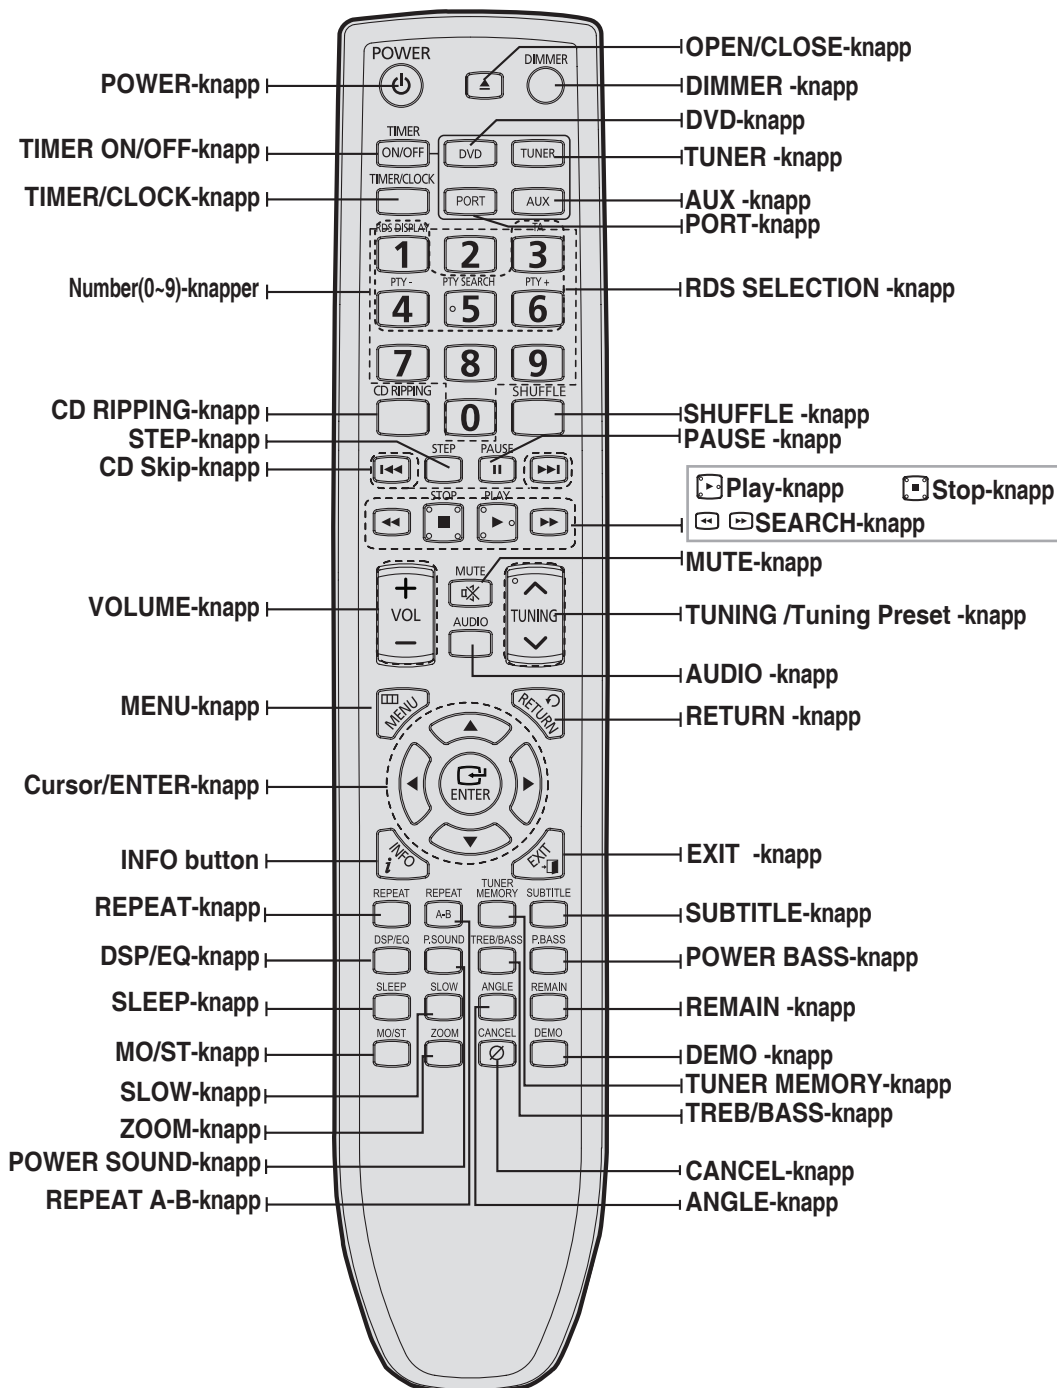 POWER-knapp
TIMER ON/OFF-knapp
TIMER/CLOCK-knapp
Number(0~9)-knapper
CD RIPPING-knapp
STEP-knapp
CD Skip-knapp
VOLUME-knapp
MENU-knapp
Cursor/ENTER-knapp
INFO button
REPEAT-knapp
DSP/EQ-knapp
SLEEP-knapp
MO/ST-knapp
SLOW-knapp
ZOOM-knapp
POWER SOUND-knapp
REPEAT A-B-knapp
POWER
DIMMER
TIMER
ON/OFF
DVD
TUNER
TIMER/CLOCK
PORT
AUX
RDS DISPLAY
TA
1
2
3
PTY -
PTY SEARCH
PTY +
4
5
6
7
8
9
CD RIPPING
SHUFFLE
0
STEP
PAUSE
STOP
PLAY
MUTE
VOL
AUDIO
TUNING
MENU
RETURN
ENTER
INFO
i
EXIT
REPEAT
REPEAT
A-B
TUNER
MEMORY
SUBTITLE
DSP/EQ
P.SOUND
TREB/BASS
P.BASS
SLEEP
SLOW
ANGLE
REMAIN
MO/ST
ZOOM
CANCEL
DEMO
OPEN/CLOSE-knapp
DIMMER -knapp
DVD-knapp
TUNER -knapp
AUX -knapp
PORT-knapp
RDS SELECTION -knapp
SHUFFLE -knapp
PAUSE -knapp
Play-knapp
Stop-knapp
SEARCH-knapp
MUTE-knapp
TUNING /Tuning Preset -knapp
AUDIO -knapp
RETURN -knapp
EXIT -knapp
SUBTITLE-knapp
POWER BASS-knapp
REMAIN -knapp
DEMO -knapp
TUNER MEMORY-knapp
TREB/BASS-knapp
CANCEL-knapp
ANGLE-knapp